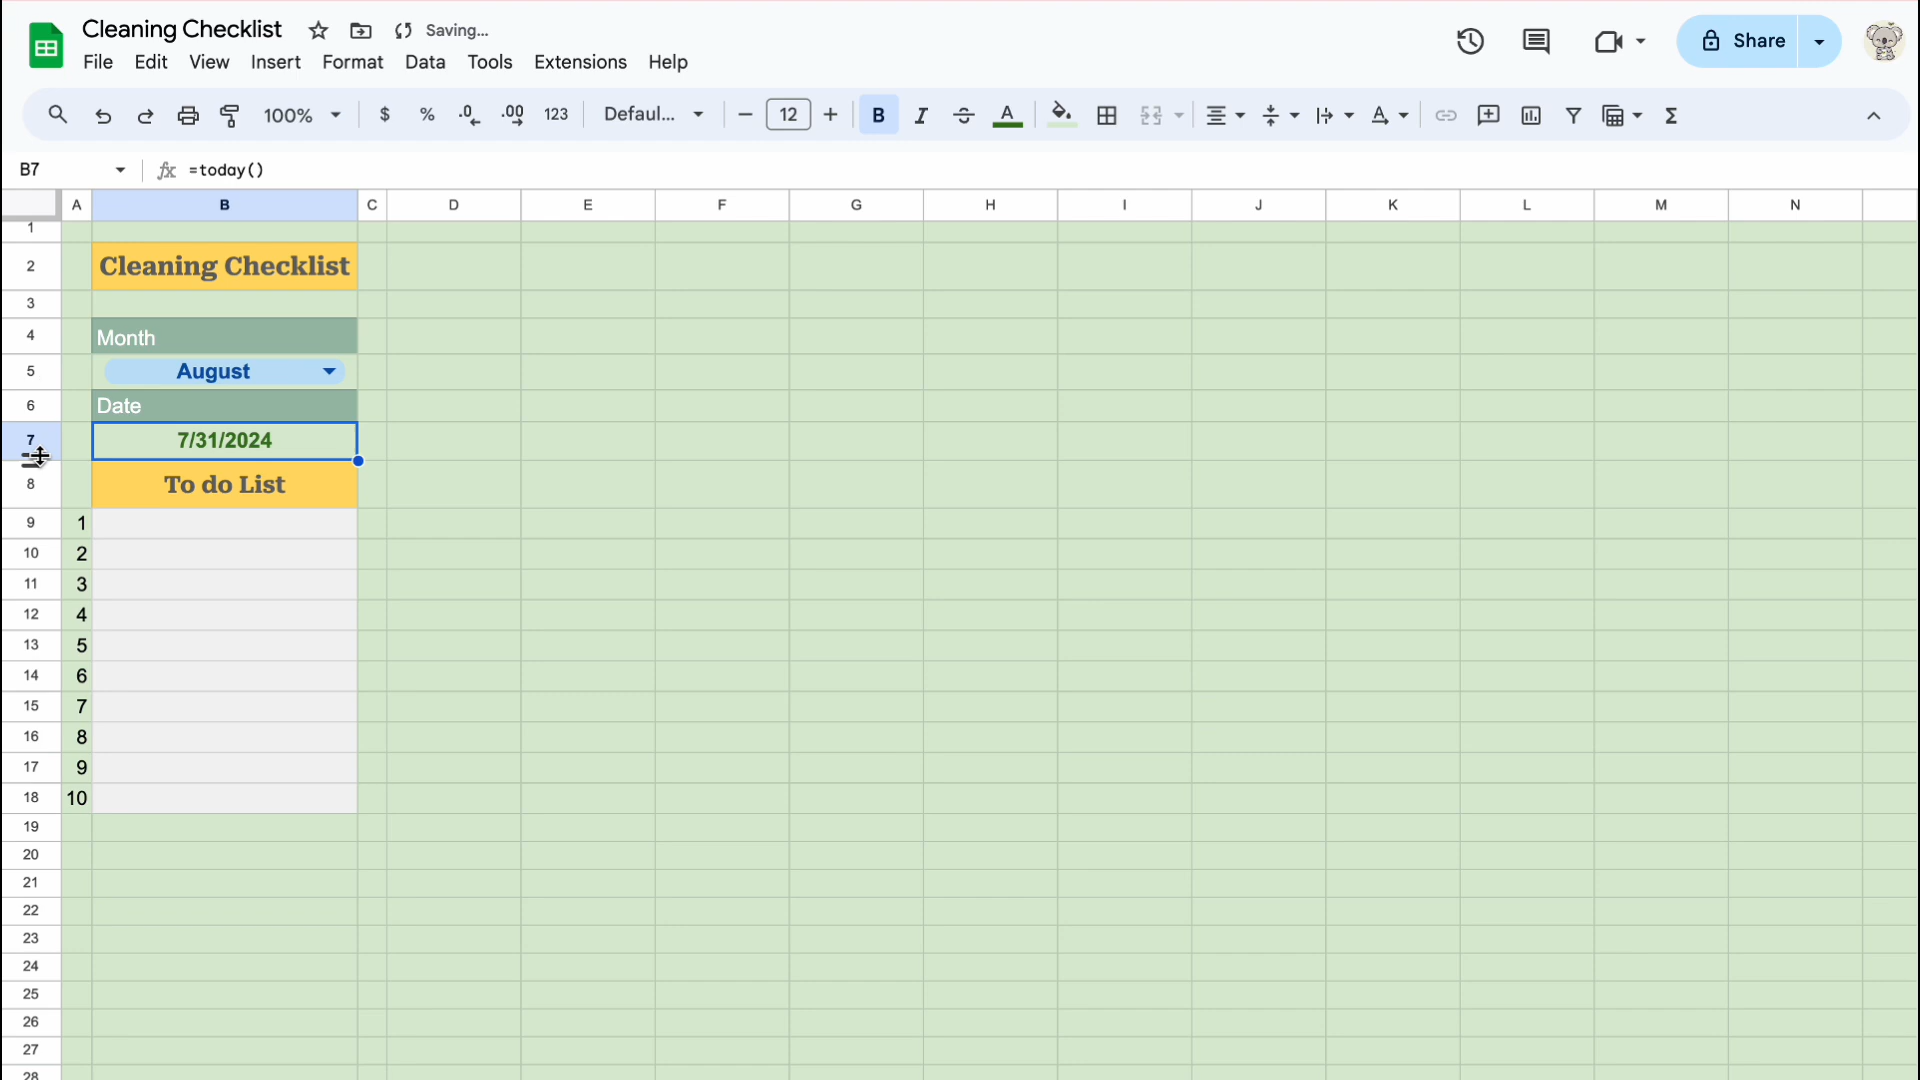 Cleaning Checklist Saving...
File Edit View Insert Format Data Tools Extensions Help
Share
100% $ % .0 .00 123 Defaul... − 12 + B I S A Σ
B7 fx =today()
A B C D E F G H I J K L M N
1
2 Cleaning Checklist
3
4 Month
5 August
6 Date
7 7/31/2024
8 To do List
9 1
10 2
11 3
12 4
13 5
14 6
15 7
16 8
17 9
18 10
19
20
21
22
23
24
25
26
27
28